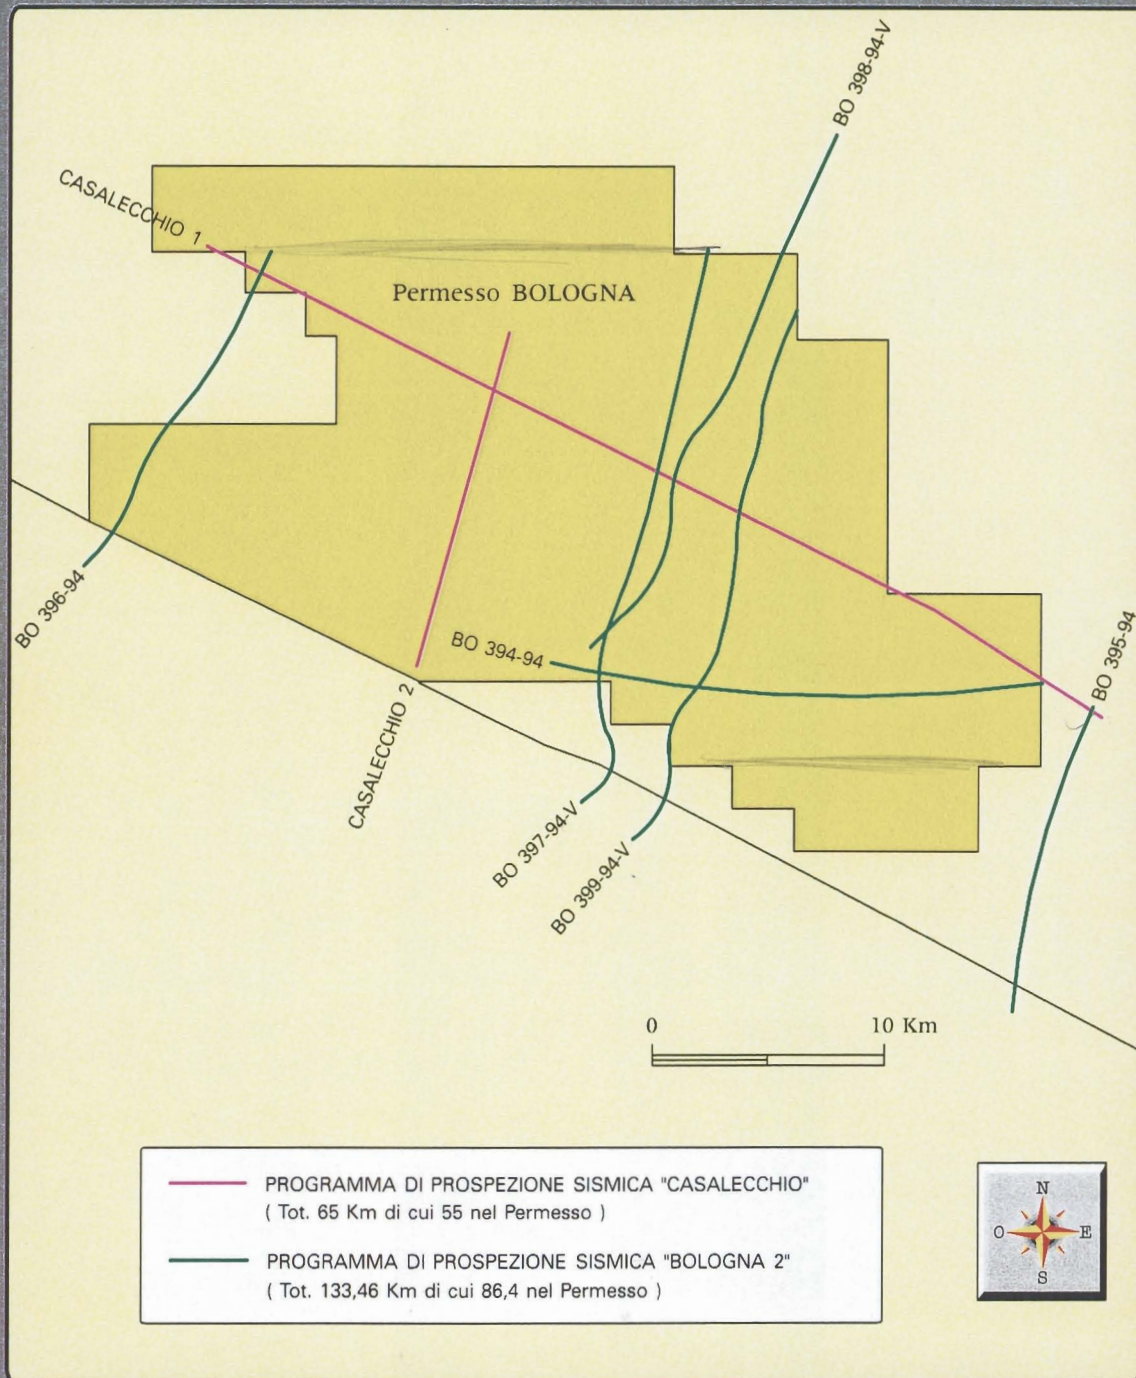 BO 398-94-V
CASALECCHIO 1
Permesso BOLOGNA
BO 396-94
BO 394-94
BO 395-94
CASALECCHIO 2
BO 397-94-V
BO 399-94-V
0 10 Km
PROGRAMMA DI PROSPEZIONE SISMICA "CASALECCHIO"
( Tot. 65 Km di cui 55 nel Permesso )
PROGRAMMA DI PROSPEZIONE SISMICA "BOLOGNA 2"
( Tot. 133,46 Km di cui 86,4 nel Permesso )
N
O E
S